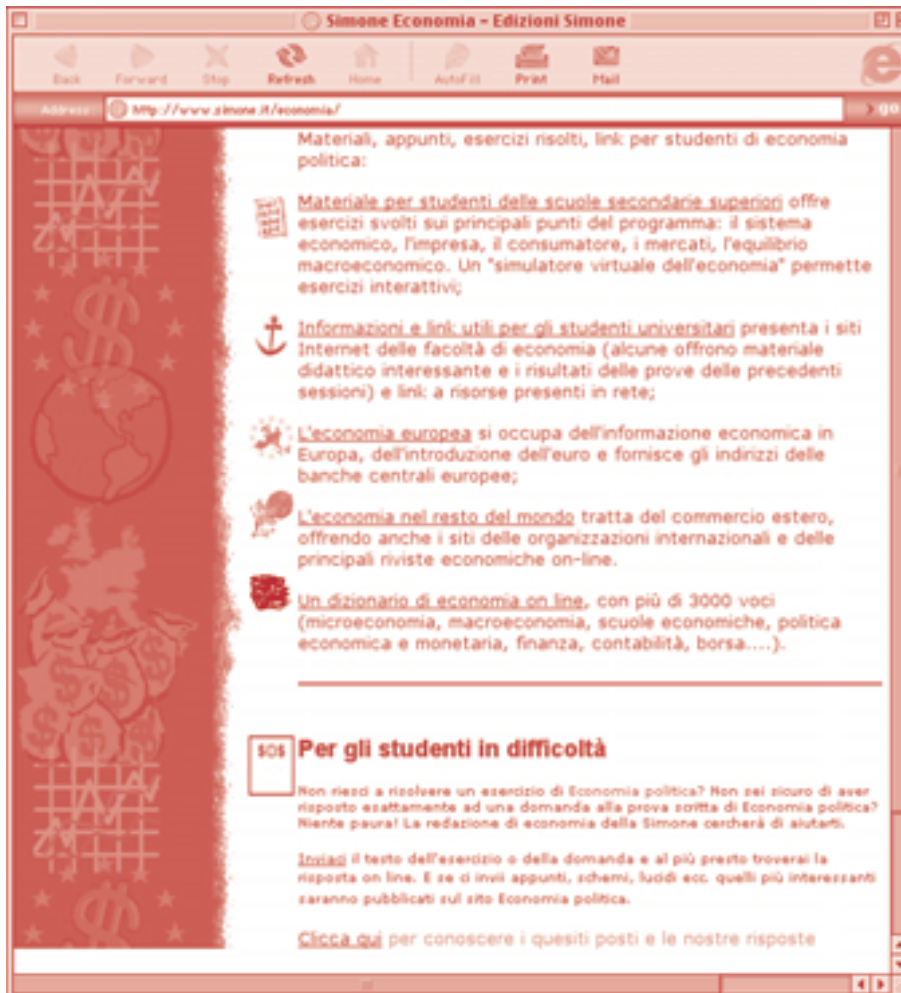 Simone Economia - Edizioni Simone
Back Forward Stop Refresh Home AutoFill Print Mail
Address http://www.simone.it/economia/ go
Materiali, appunti, esercizi risolti, link per studenti di economia
politica:
Materiale per studenti delle scuole secondarie superiori offre
esercizi svolti sui principali punti del programma: il sistema
economico, l'impresa, il consumatore, i mercati, l'equilibrio
macroeconomico. Un "simulatore virtuale dell'economia" permette
esercizi interattivi;
Informazioni e link utili per gli studenti universitari presenta i siti
Internet delle facoltà di economia (alcune offrono materiale
didattico interessante e i risultati delle prove delle precedenti
sessioni) e link a risorse presenti in rete;
L'economia europea si occupa dell'informazione economica in
Europa, dell'introduzione dell'euro e fornisce gli indirizzi delle
banche centrali europee;
L'economia nel resto del mondo tratta del commercio estero,
offrendo anche i siti delle organizzazioni internazionali e delle
principali riviste economiche on-line.
Un dizionario di economia on line, con più di 3000 voci
(microeconomia, macroeconomia, scuole economiche, politica
economica e monetaria, finanza, contabilità, borsa....).
$O$ Per gli studenti in difficoltà
Non riesci a risolvere un esercizio di Economia politica? Non sei sicuro di aver
risposto esattamente ad una domanda alla prova scritta di Economia politica?
Niente paura! La redazione di economia della Simone cercherà di aiutarti.
Inviaci il testo dell'esercizio o della domanda e al più presto troverai la
risposta on line. E se ci invii appunti, schemi, lucidi ecc. quelli più interessanti
saranno pubblicati sul sito Economia politica.
Clicca qui per conoscere i quesiti posti e le nostre risposte